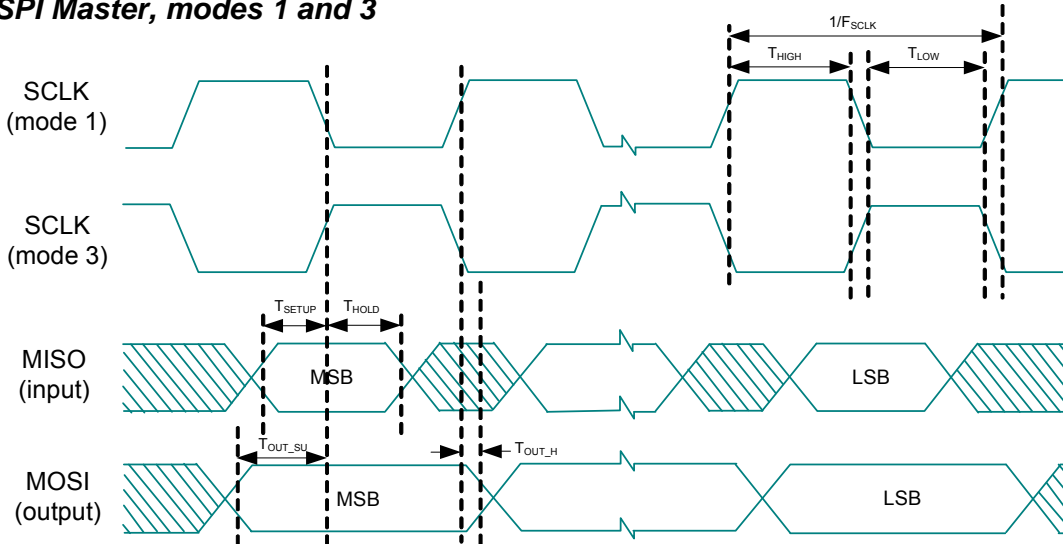 SPI Master, modes 1 and 3
1/FSCLK
THIGH
TLOW
SCLK
(mode 1)
SCLK
(mode 3)
TSETUP
THOLD
MISO
(input)
MSB
LSB
TOUT_SU
TOUT_H
MOSI
(output)
MSB
LSB